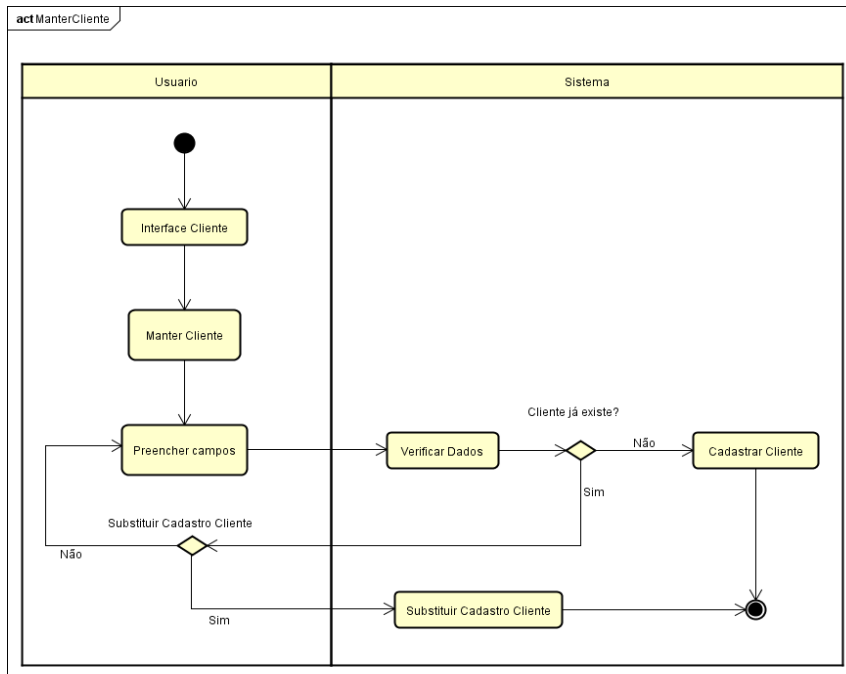 act ManterCliente
Usuario
Sistema
Interface Cliente
Manter Cliente
Cliente já existe?
Preencher campos
Verificar Dados
Não
Cadastrar Cliente
Sim
Substituir Cadastro Cliente
Não
Sim
Substituir Cadastro Cliente